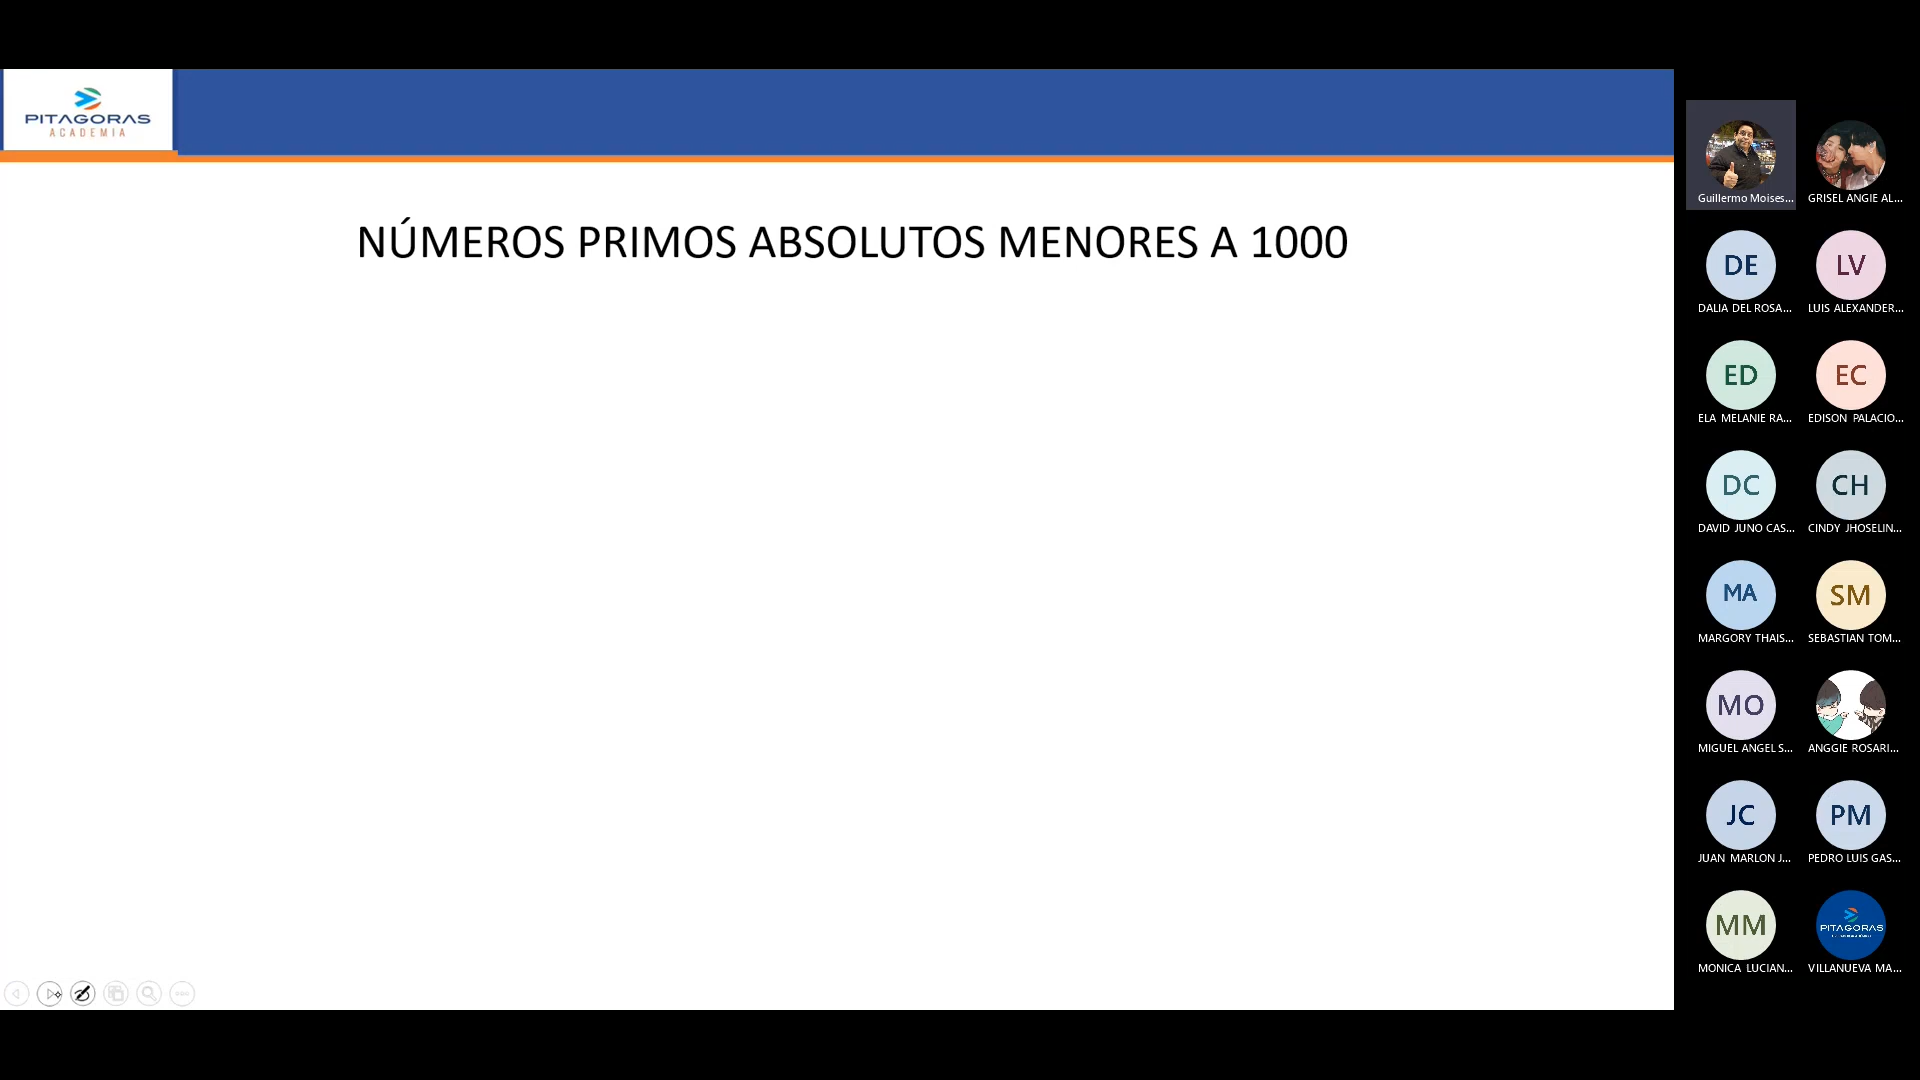 PITAGORAS
ACADEMIA
NÚMEROS PRIMOS ABSOLUTOS MENORES A 1000
Guillermo Moises...
GRISEL ANGIE AL...
DE
DALIA DEL ROSA...
LV
LUIS ALEXANDER...
ED
ELA MELANIE RA...
EC
EDISON PALACIO...
DC
DAVID JUNO CAS...
CH
CINDY JHOSELIN...
MA
MARGORY THAIS...
SM
SEBASTIAN TOM...
MO
MIGUEL ANGEL S...
ANGGIE ROSARI...
JC
JUAN MARLON J...
PM
PEDRO LUIS GAS...
MM
MONICA LUCIAN...
PITAGORAS
VILLANUEVA MA...